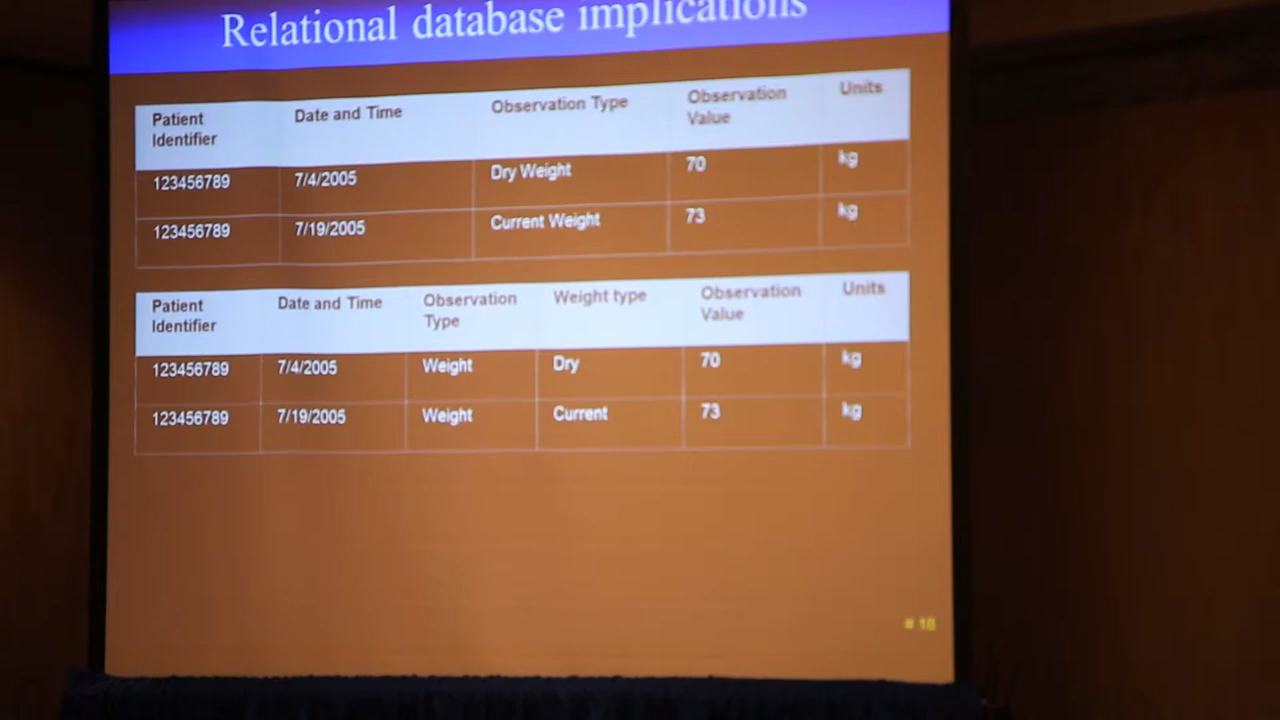 Relational database implications
Patient Identifier Date and Time Observation Type Observation Value Units
123456789 7/4/2005 Dry Weight 70 kg
123456789 7/19/2005 Current Weight 73 kg
Patient Identifier Date and Time Observation Type Weight type Observation Value Units
123456789 7/4/2005 Weight Dry 70 kg
123456789 7/19/2005 Weight Current 73 kg
# 18